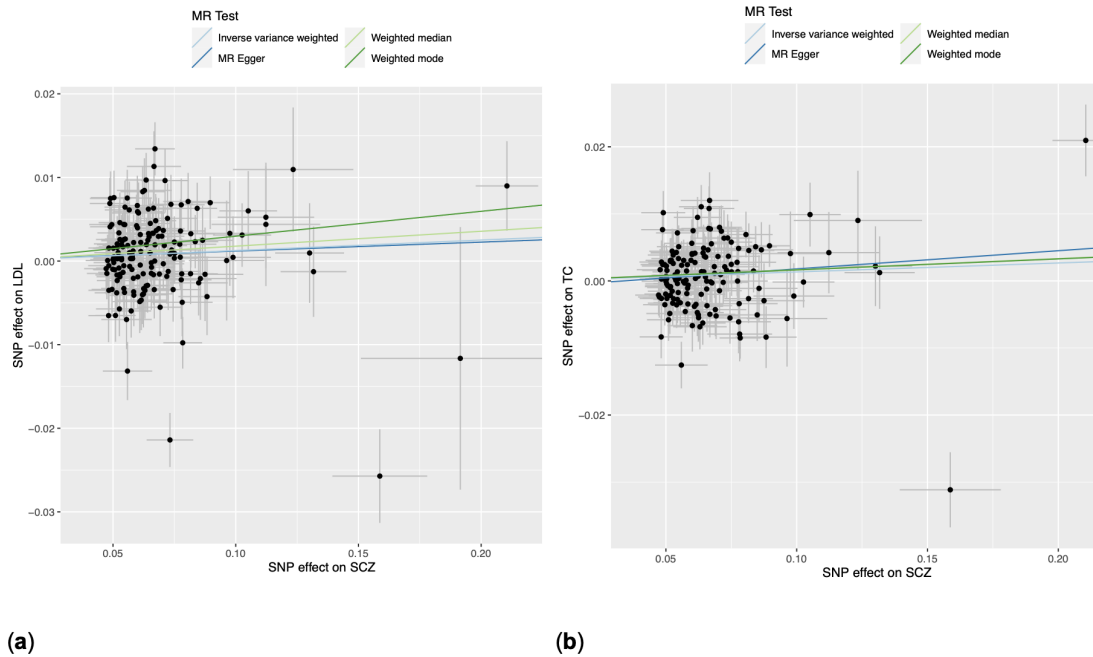 MR Test
Inverse variance weighted
Weighted median
MR Egger
Weighted mode
0.02
0.01
0.00
−0.01
−0.02
−0.03
SNP effect on LDL
0.05
0.10
0.15
0.20
SNP effect on SCZ
(a)
MR Test
Inverse variance weighted
Weighted median
MR Egger
Weighted mode
0.02
0.00
−0.02
SNP effect on TC
0.05
0.10
0.15
0.20
SNP effect on SCZ
(b)